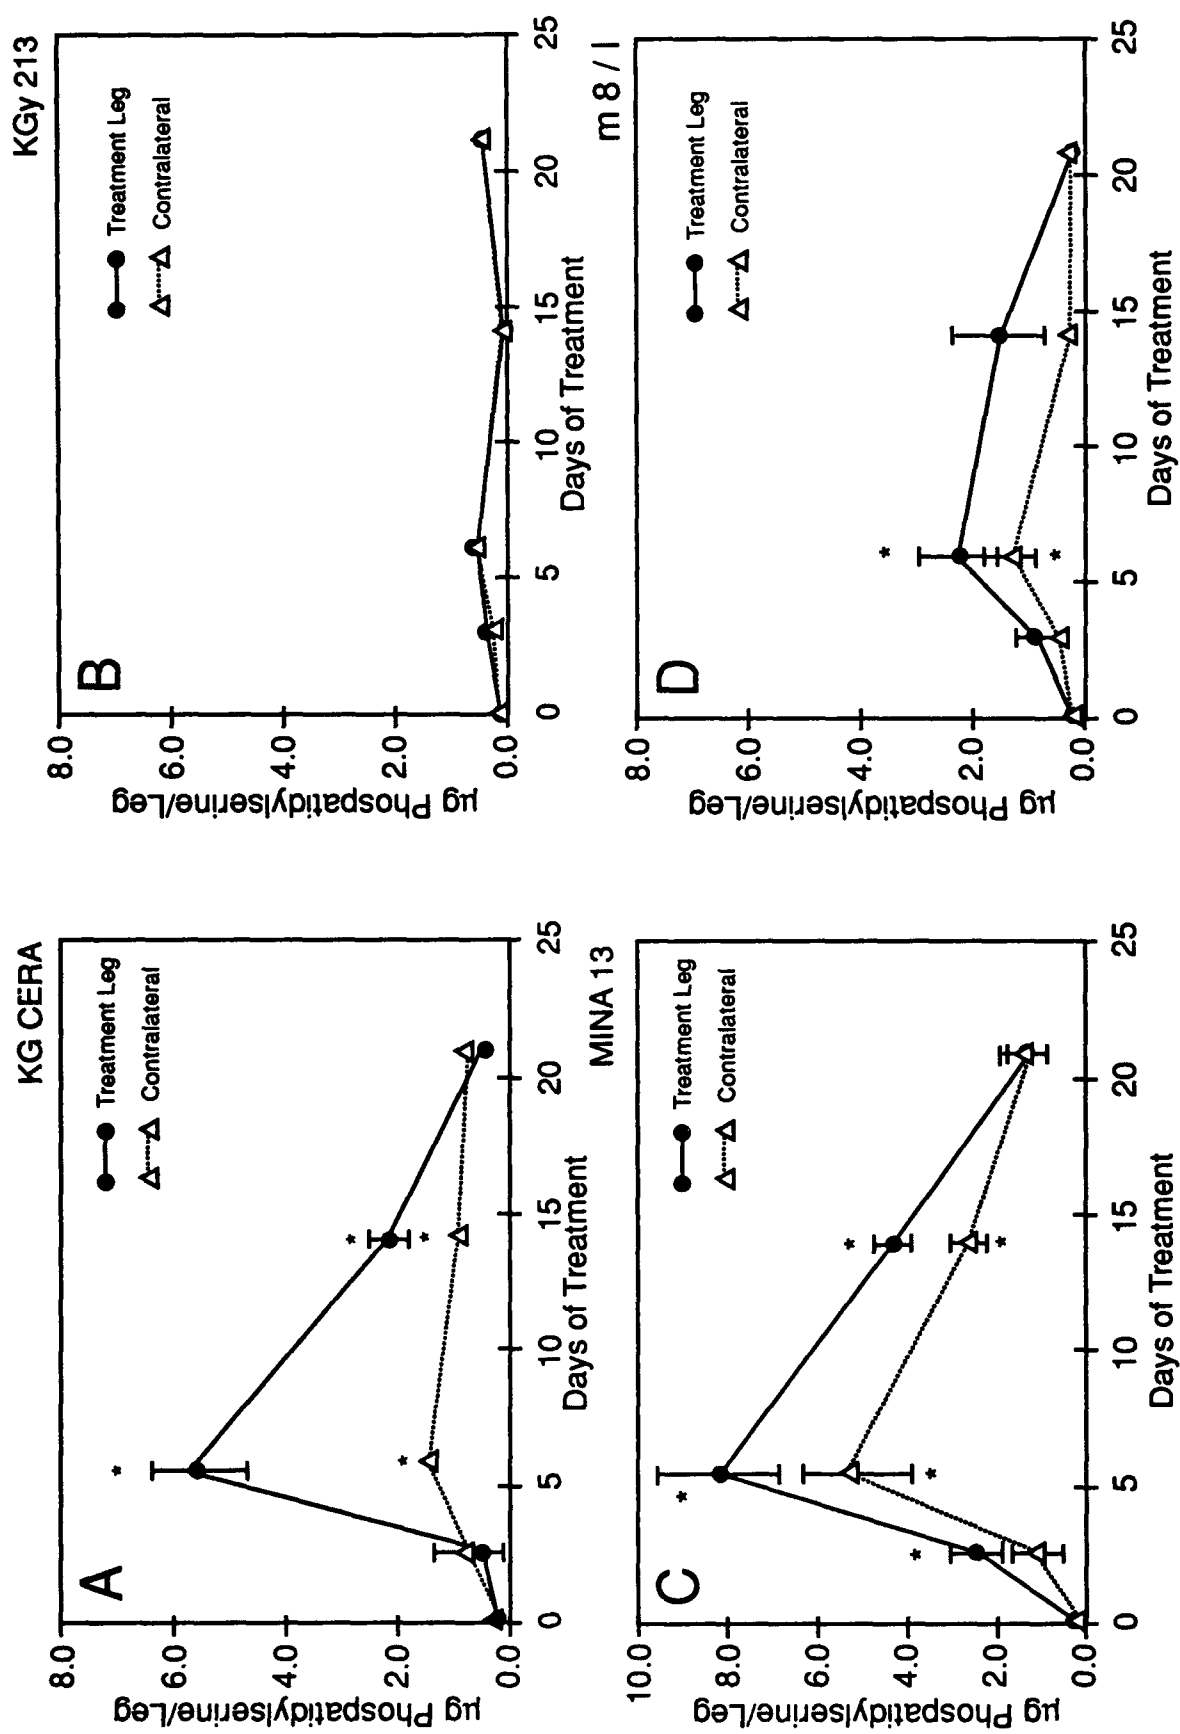 KG CERA
A
Treatment Leg
Contralateral
8.0
6.0
4.0
2.0
0.0
µg Phospatidylserine/Leg
0
5
10
15
20
25
Days of Treatment
*
*
*
*
KGy 213
B
Treatment Leg
Contralateral
8.0
6.0
4.0
2.0
0.0
µg Phospatidylserine/Leg
0
5
10
15
20
25
Days of Treatment
MINA 13
C
Treatment Leg
Contralateral
10.0
8.0
6.0
4.0
2.0
0.0
µg Phospatidylserine/Leg
0
5
10
15
20
25
Days of Treatment
*
*
*
*
*
m 8 / I
D
Treatment Leg
Contralateral
8.0
6.0
4.0
2.0
0.0
µg Phospatidylserine/Leg
0
5
10
15
20
25
Days of Treatment
*
*